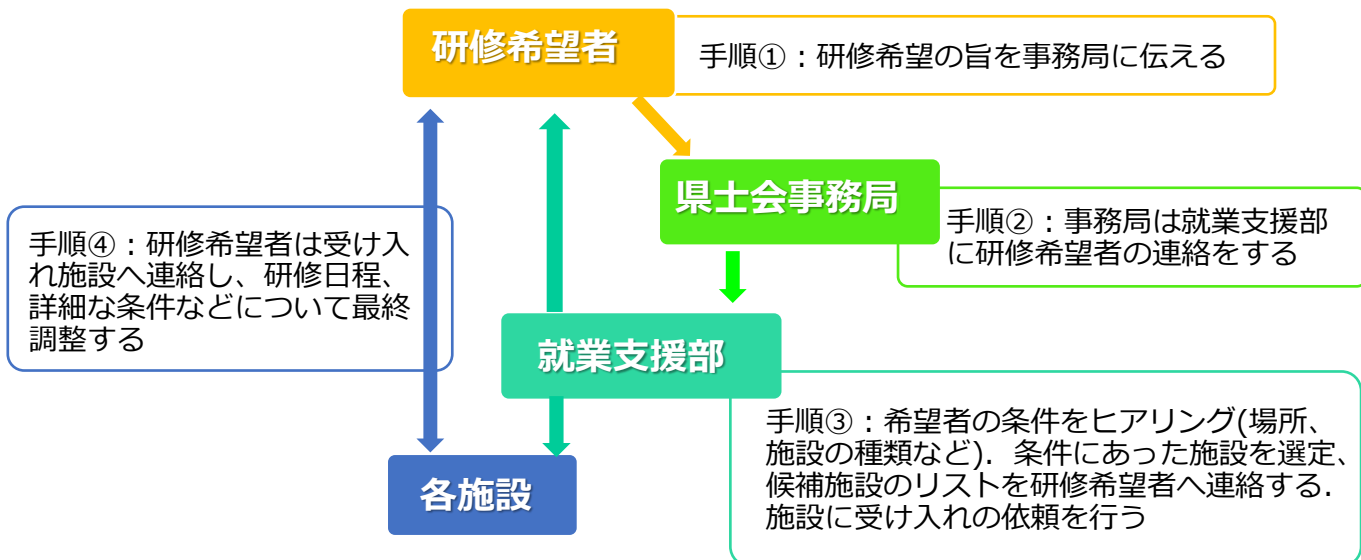 研修希望者
手順①：研修希望の旨を事務局に伝える
県士会事務局
手順②：事務局は就業支援部
に研修希望者の連絡をする
手順④：研修希望者は受け入
れ施設へ連絡し、研修日程、
詳細な条件などについて最終
調整する
就業支援部
手順③：希望者の条件をヒアリング(場所、
施設の種類など). 条件にあった施設を選定、
候補施設のリストを研修希望者へ連絡する.
施設に受け入れの依頼を行う
各施設